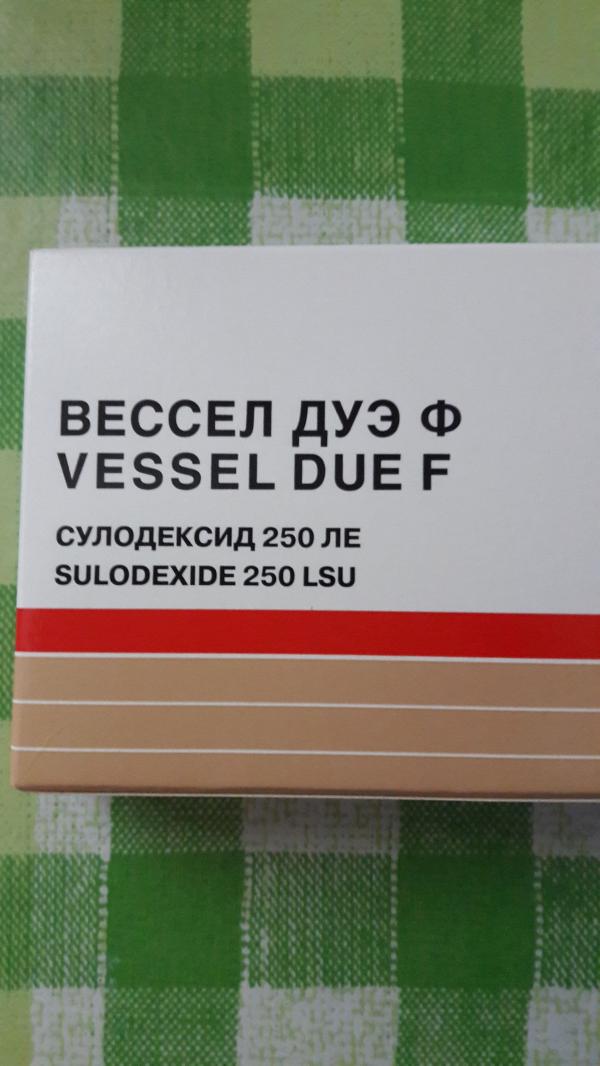 ВЕССЕЛ ДУЭ Ф
VESSEL DUE F
СУЛОДЕКСИД 250 ЛЕ
SULODEXIDE 250 LSU